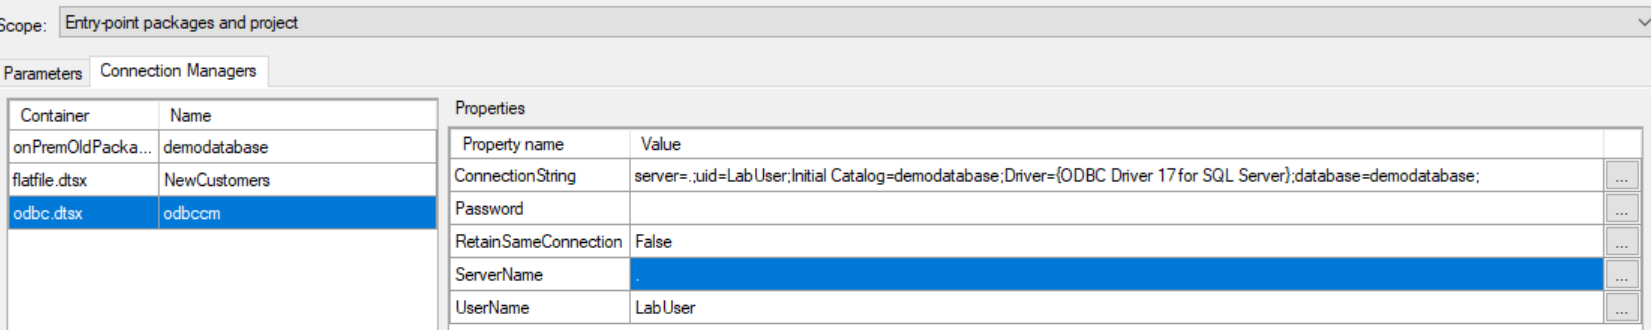 Scope: Entry-point packages and project
Parameters Connection Managers
Container Name
onPremOldPacka... demodatabase
flatfile.dtsx NewCustomers
odbc.dtsx odbccm
Properties
Property name Value
ConnectionString server=.;uid=LabUser;Initial Catalog=demodatabase;Driver={ODBC Driver 17 for SQL Server};database=demodatabase; ...
Password ...
RetainSameConnection False ...
ServerName . ...
UserName LabUser ...